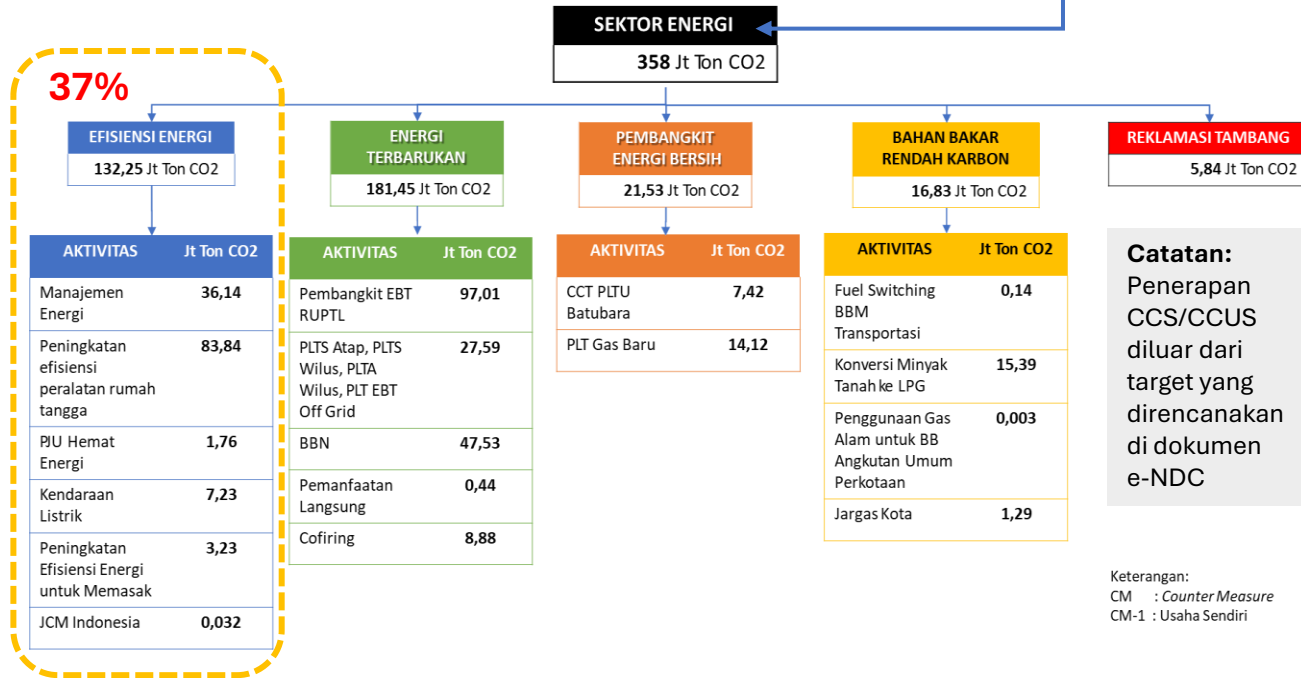 SEKTOR ENERGI
358 Jt Ton CO2
37%
EFISIENSI ENERGI
132,25 Jt Ton CO2
ENERGI
TERBARUKAN
181,45 Jt Ton CO2
PEMBANGKIT
ENERGI BERSIH
21,53 Jt Ton CO2
BAHAN BAKAR
RENDAH KARBON
16,83 Jt Ton CO2
REKLAMASI TAMBANG
5,84 Jt Ton CO2
AKTIVITAS Jt Ton CO2
Manajemen 36,14
Energi
Peningkatan 83,84
efisiensi
peralatan rumah
tangga
PJU Hemat 1,76
Energi
Kendaraan 7,23
Listrik
Peningkatan 3,23
Efisiensi Energi
untuk Memasak
JCM Indonesia 0,032
AKTIVITAS Jt Ton CO2
Pembangkit EBT 97,01
RUPTL
PLTS Atap, PLTS 27,59
Wilus, PLTA
Wilus, PLT EBT
Off Grid
BBN 47,53
Pemanfaatan 0,44
Langsung
Cofiring 8,88
AKTIVITAS Jt Ton CO2
CCT PLTU 7,42
Batubara
PLT Gas Baru 14,12
AKTIVITAS Jt Ton CO2
Fuel Switching 0,14
BBM
Transportasi
Konversi Minyak 15,39
Tanah ke LPG
Penggunaan Gas 0,003
Alam untuk BB
Angkutan Umum
Perkotaan
Jargas Kota 1,29
Catatan:
Penerapan
CCS/CCUS
diluar dari
target yang
direncanakan
di dokumen
e-NDC
Keterangan:
CM : Counter Measure
CM-1 : Usaha Sendiri